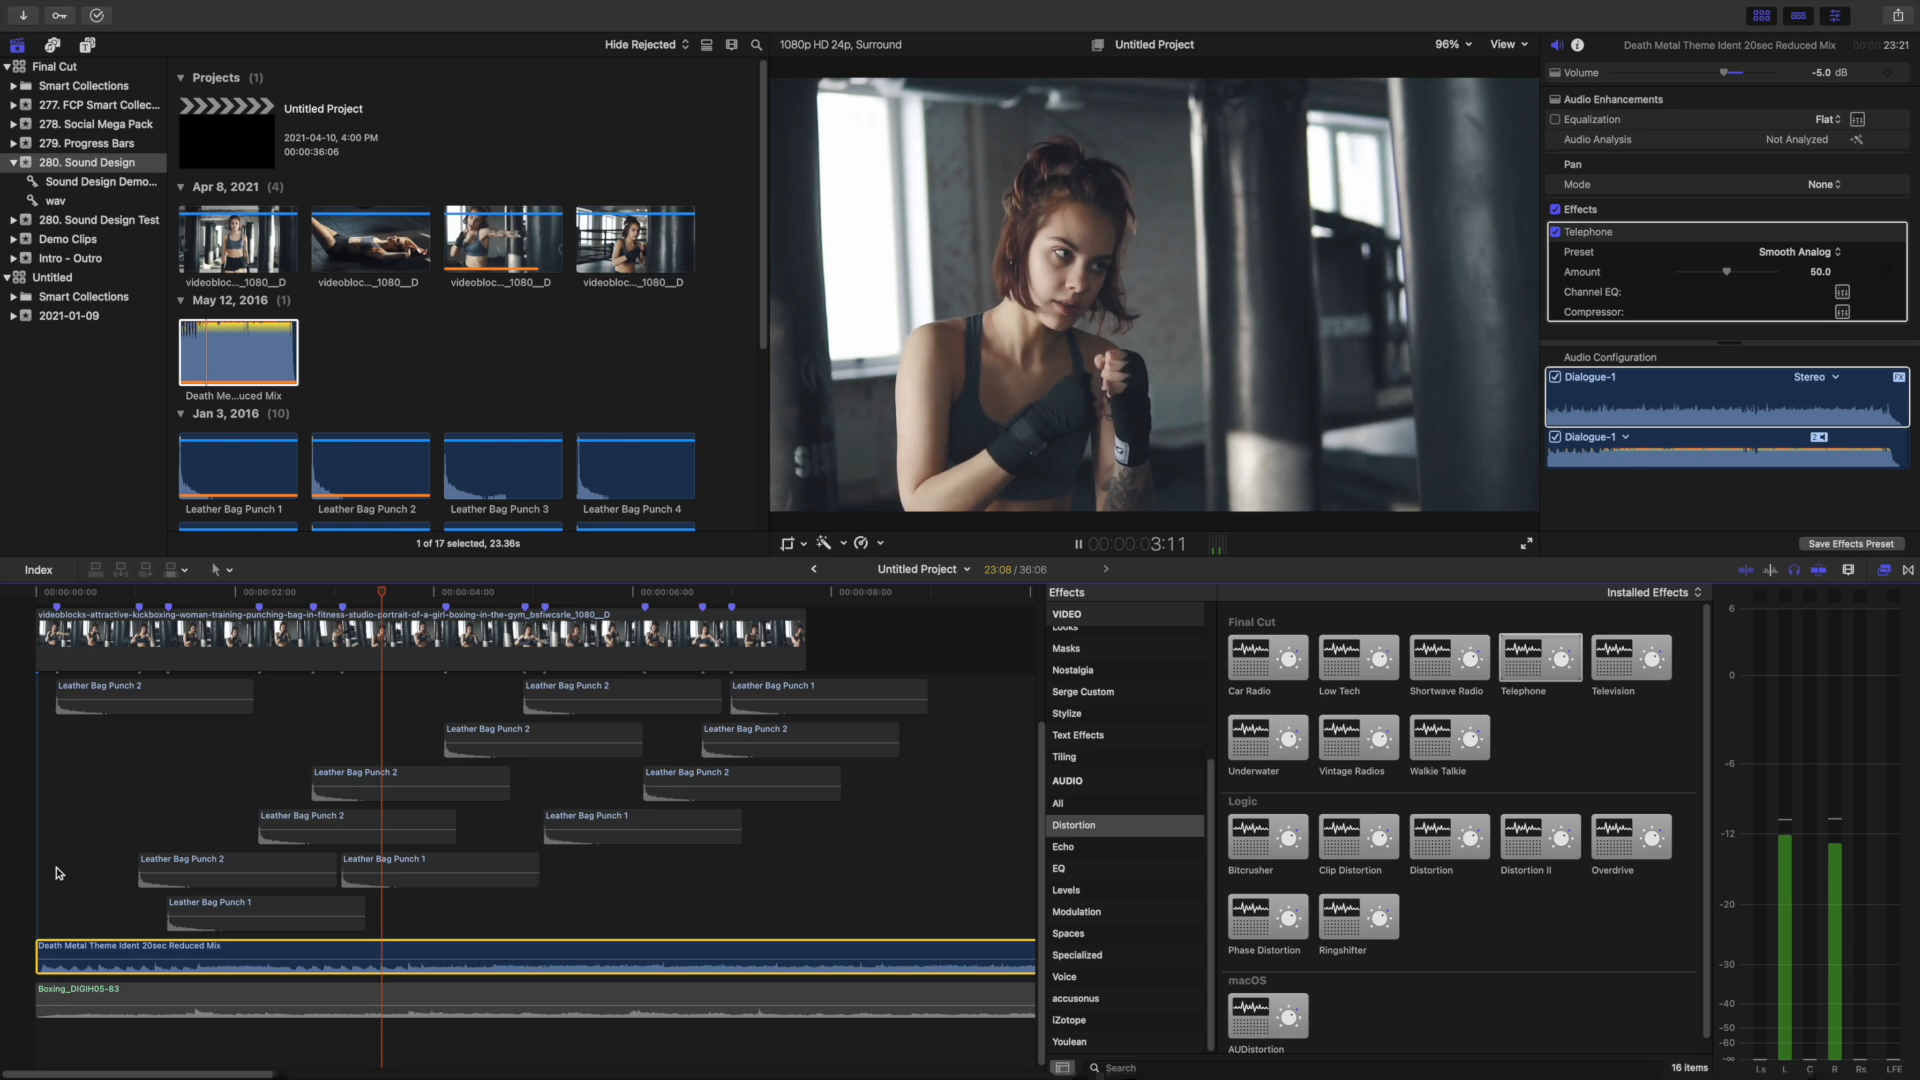 Hide Rejected
1080p HD 24p, Surround
Untitled Project
96%
View
Death Metal Theme Ident 20sec Reduced Mix
00:00:23:21
Final Cut
Smart Collections
277. FCP Smart Collec...
278. Social Mega Pack
279. Progress Bars
280. Sound Design
Sound Design Demo...
wav
280. Sound Design Test
Demo Clips
Intro - Outro
Untitled
Smart Collections
2021-01-09
Projects (1)
Untitled Project
2021-04-10, 4:00 PM
00:00:36:06
Apr 8, 2021 (4)
videobloc..._1080__D
videobloc..._1080__D
videobloc..._1080__D
videobloc..._1080__D
May 12, 2016 (1)
Death Me...uced Mix
Jan 3, 2016 (10)
Leather Bag Punch 1
Leather Bag Punch 2
Leather Bag Punch 3
Leather Bag Punch 4
1 of 17 selected, 23.36s
00:00:03:11
Volume
-5.0 dB
Audio Enhancements
Equalization
Flat
Audio Analysis
Not Analyzed
Pan
Mode
None
Effects
Telephone
Preset
Smooth Analog
Amount
50.0
Channel EQ:
Compressor:
Audio Configuration
Dialogue-1
Stereo
FX
Dialogue-1
2
Save Effects Preset
Index
Untitled Project
23:08 / 36:06
00:00:00:00
00:00:02:00
00:00:04:00
00:00:06:00
00:00:08:00
videoblocks-attractive-kickboxing-woman-training-punching-bag-in-fitness-studio-portrait-of-a-girl-boxing-in-the-gym_bsfiwcsrle_1080__D
Leather Bag Punch 2
Leather Bag Punch 2
Leather Bag Punch 1
Leather Bag Punch 2
Leather Bag Punch 2
Leather Bag Punch 2
Leather Bag Punch 2
Leather Bag Punch 2
Leather Bag Punch 1
Leather Bag Punch 2
Leather Bag Punch 1
Leather Bag Punch 1
Death Metal Theme Ident 20sec Reduced Mix
Boxing_DIGIH05-83
Effects
Installed Effects
VIDEO
Looks
Masks
Nostalgia
Serge Custom
Stylize
Text Effects
Tiling
AUDIO
All
Distortion
Echo
EQ
Levels
Modulation
Spaces
Specialized
Voice
accusonus
iZotope
Youlean
Final Cut
Car Radio
Low Tech
Shortwave Radio
Telephone
Television
Underwater
Vintage Radios
Walkie Talkie
Logic
Bitcrusher
Clip Distortion
Distortion
Distortion II
Overdrive
Phase Distortion
Ringshifter
macOS
AUDistortion
Search
16 items
6
0
-6
-12
-20
-30
-40
-50
-60
-∞
Ls
L
C
R
Rs
LFE